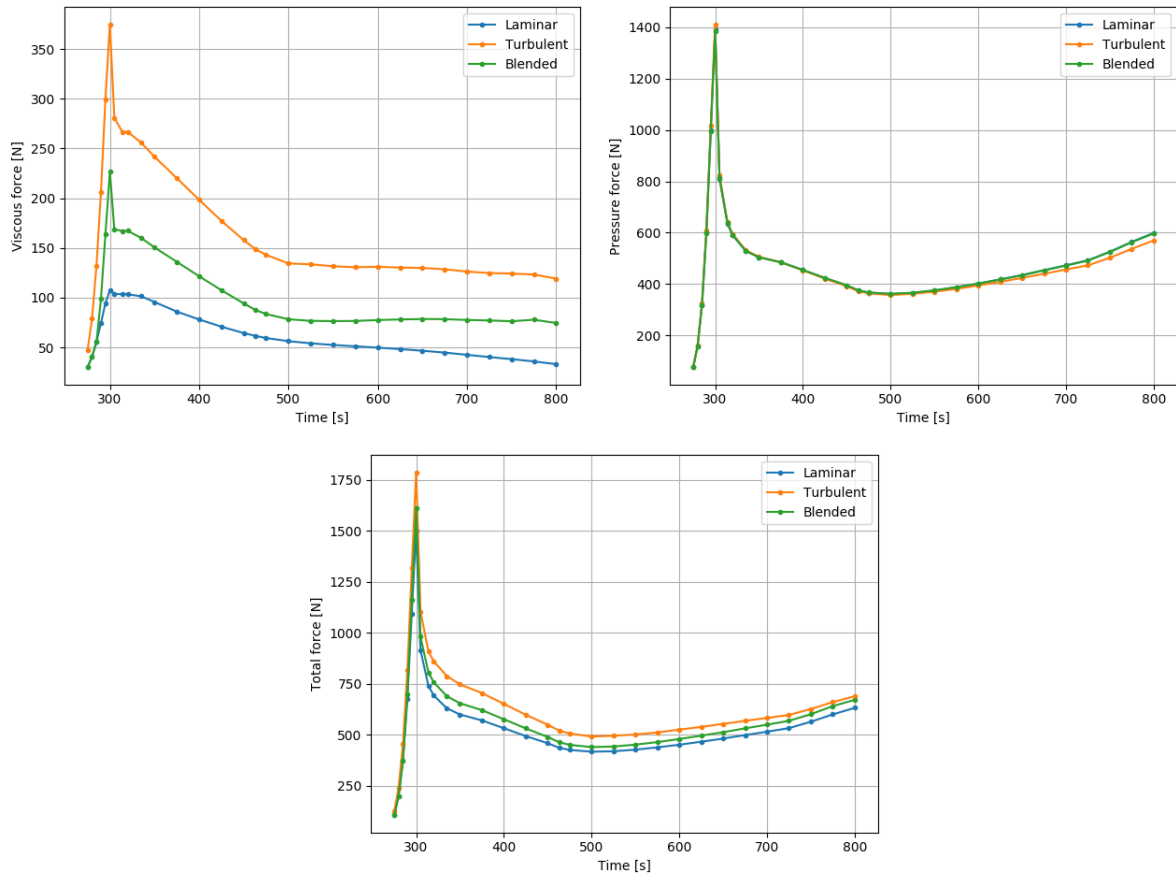 Viscous force [N]
350
300
250
200
150
100
50
300 400 500 600 700 800
Time [s]
Laminar
Turbulent
Blended
Pressure force [N]
1400
1200
1000
800
600
400
200
300 400 500 600 700 800
Time [s]
Laminar
Turbulent
Blended
Total force [N]
1750
1500
1250
1000
750
500
250
300 400 500 600 700 800
Time [s]
Laminar
Turbulent
Blended